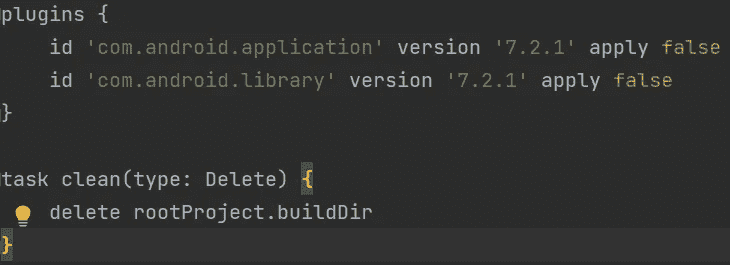 plugins {
    id 'com.android.application' version '7.2.1' apply false
    id 'com.android.library' version '7.2.1' apply false
}
task clean(type: Delete) {
    delete rootProject.buildDir
}